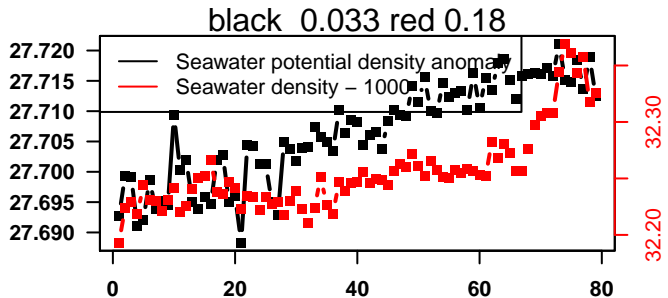 black  0.033 red 0.18
27.720
27.715
27.710
27.705
27.700
27.695
27.690
Seawater potential density anomaly
Seawater density − 1000
32.30
32.20
0 20 40 60 80